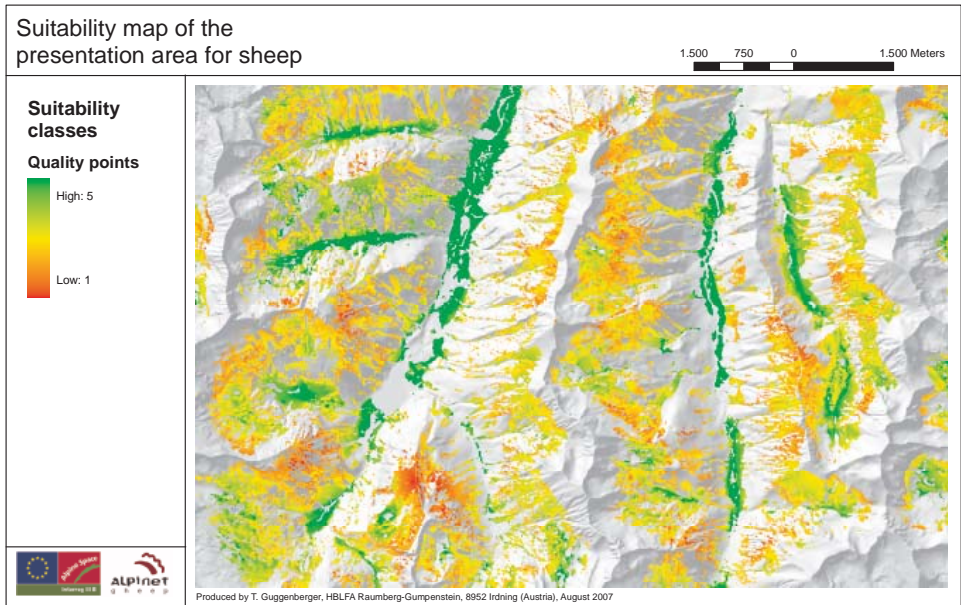 Suitability map of the
presentation area for sheep
1.500 750 0 1.500 Meters
Suitability
classes
Quality points
High: 5
Low: 1
Alpine Space
Interreg III B
ALPINET
gheep
Produced by T. Guggenberger, HBLFA Raumberg-Gumpenstein, 8952 Irdning (Austria), August 2007